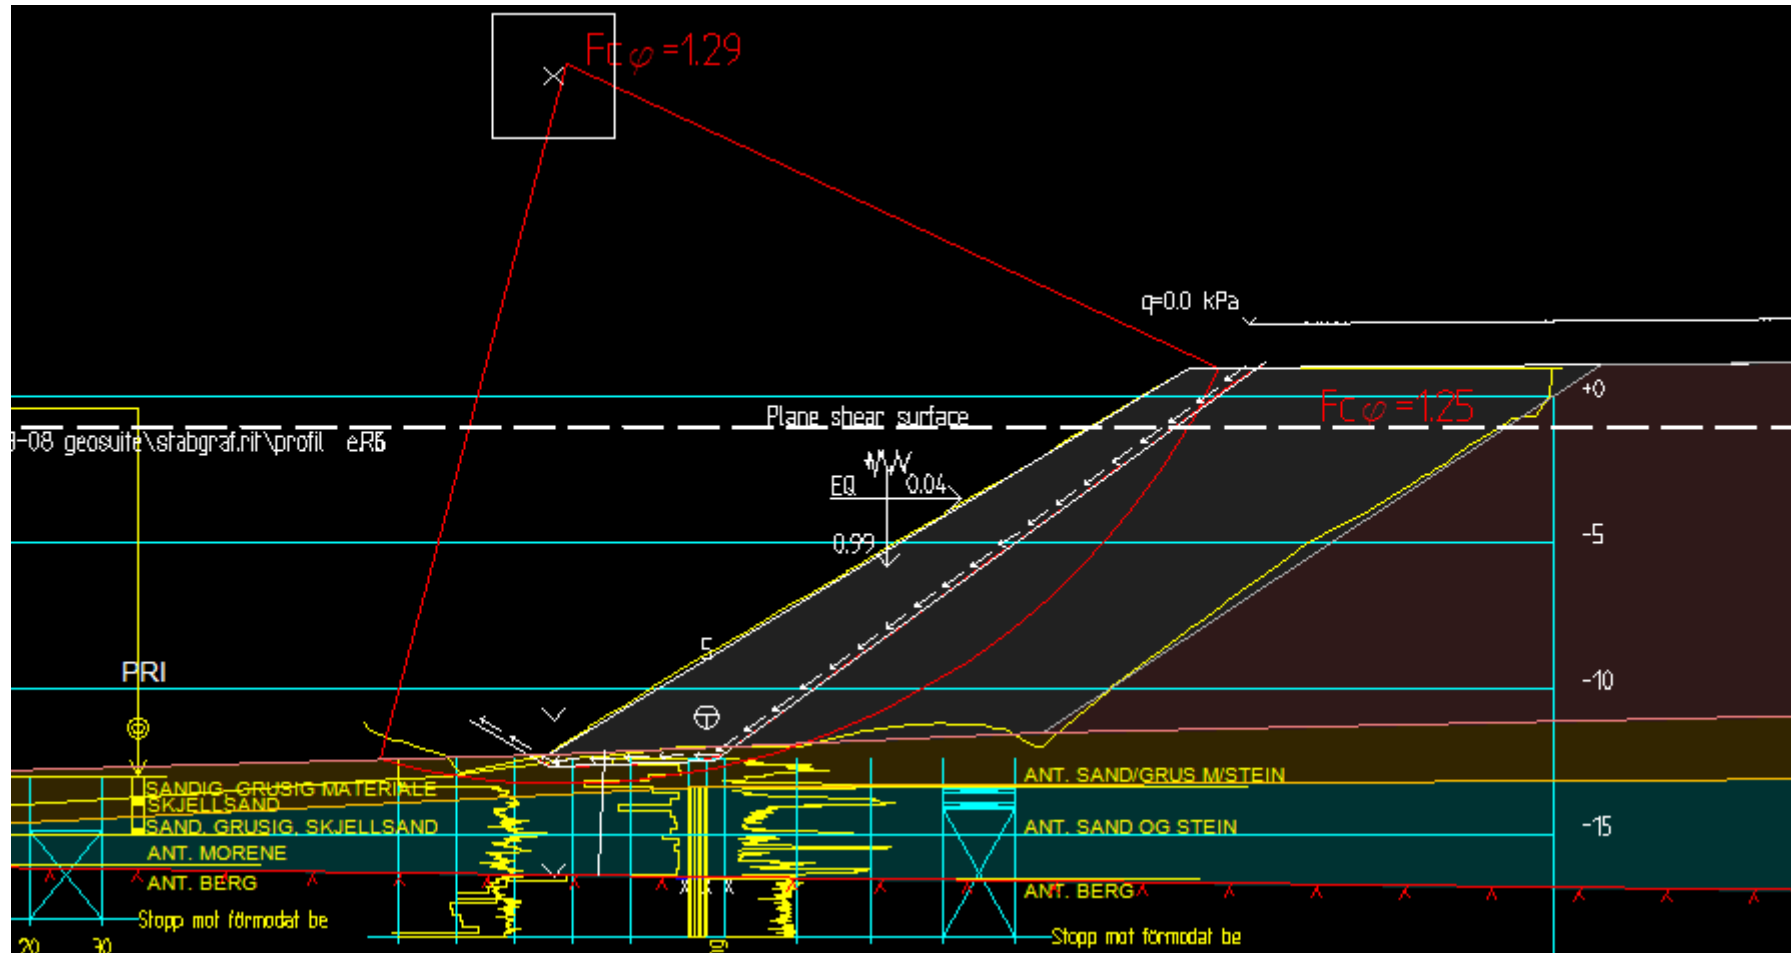 Fcφ=1.29
q=0.0 kPa
+0
Fcφ=1.25
Plane shear surface
-08 geosuite\stabgraf.rit\profil
EQ 0.04
0.99
-5
5
PRI
-10
ANT. SAND/GRUS M/STEIN
SANDIG, GRUSIG MATERIALE
SKJELLSAND
SAND, GRUSIG, SKJELLSAND
ANT. SAND OG STEIN
-15
ANT. MORENE
ANT. BERG
ANT. BERG
Stopp mot förmodat be
Stopp mot förmodat be
20 30